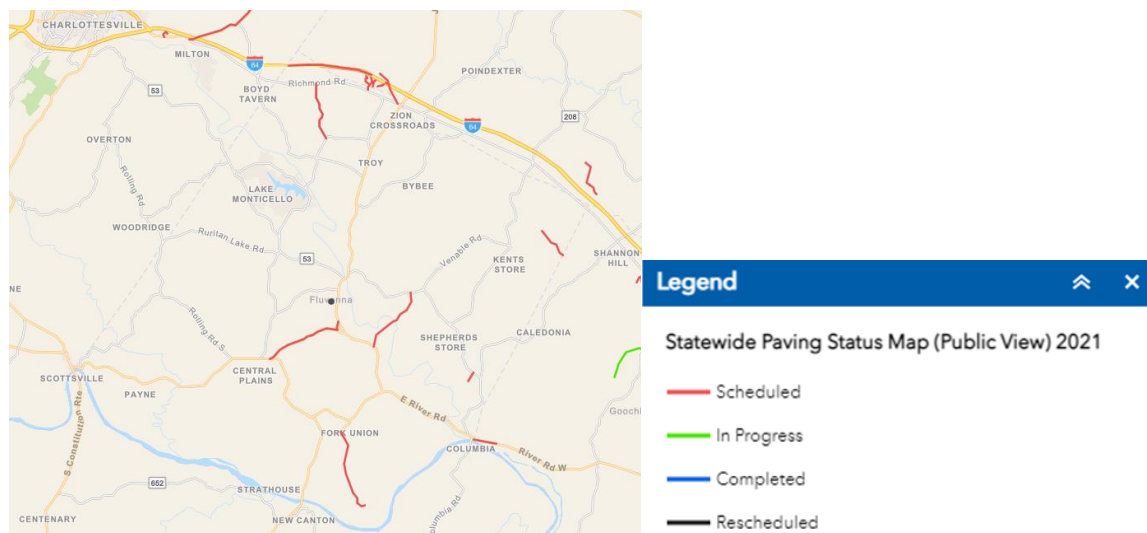 CHARLOTTESVILLE
MILTON
64
POINDEXTER
Richmond Rd
53
BOYD
TAVERN
ZION
CROSSROADS
208
64
OVERTON
TROY
BYBEE
Rolling Rd
LAKE
MONTICELLO
WOODRIDGE
Ruritan Lake Rd
53
Venable Rd
KENTS
STORE
SHANNON
HILL
NE
Fluvanna
Rolling Rd S
SHEPHERDS
STORE
CALEDONIA
CENTRAL
PLAINS
SCOTTSVILLE
PAYNE
E River Rd
Goochl
S Constitution Rte
FORK UNION
COLUMBIA
River Rd W
652
STRATHOUSE
Columbia Rd
CENTENARY
NEW CANTON
Legend
Statewide Paving Status Map (Public View) 2021
Scheduled
In Progress
Completed
Rescheduled